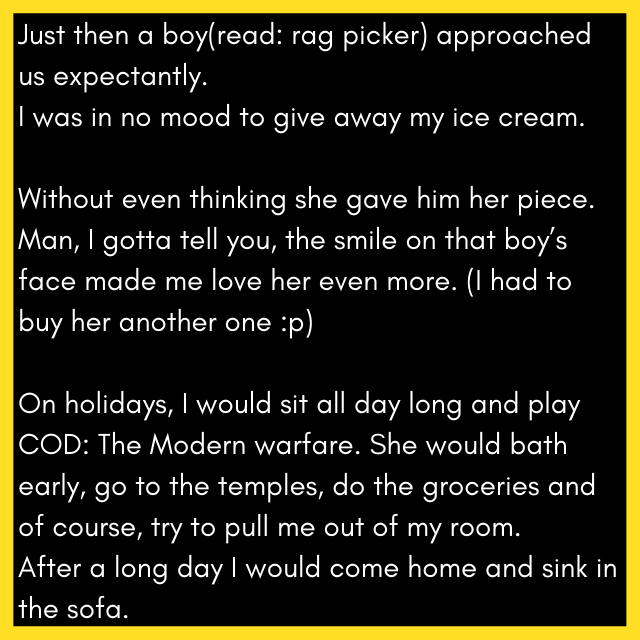 Just then a boy(read: rag picker) approached
us expectantly.
I was in no mood to give away my ice cream.
Without even thinking she gave him her piece.
Man, I gotta tell you, the smile on that boy’s
face made me love her even more. (I had to
buy her another one :p)
On holidays, I would sit all day long and play
COD: The Modern warfare. She would bath
early, go to the temples, do the groceries and
of course, try to pull me out of my room.
After a long day I would come home and sink in
the sofa.